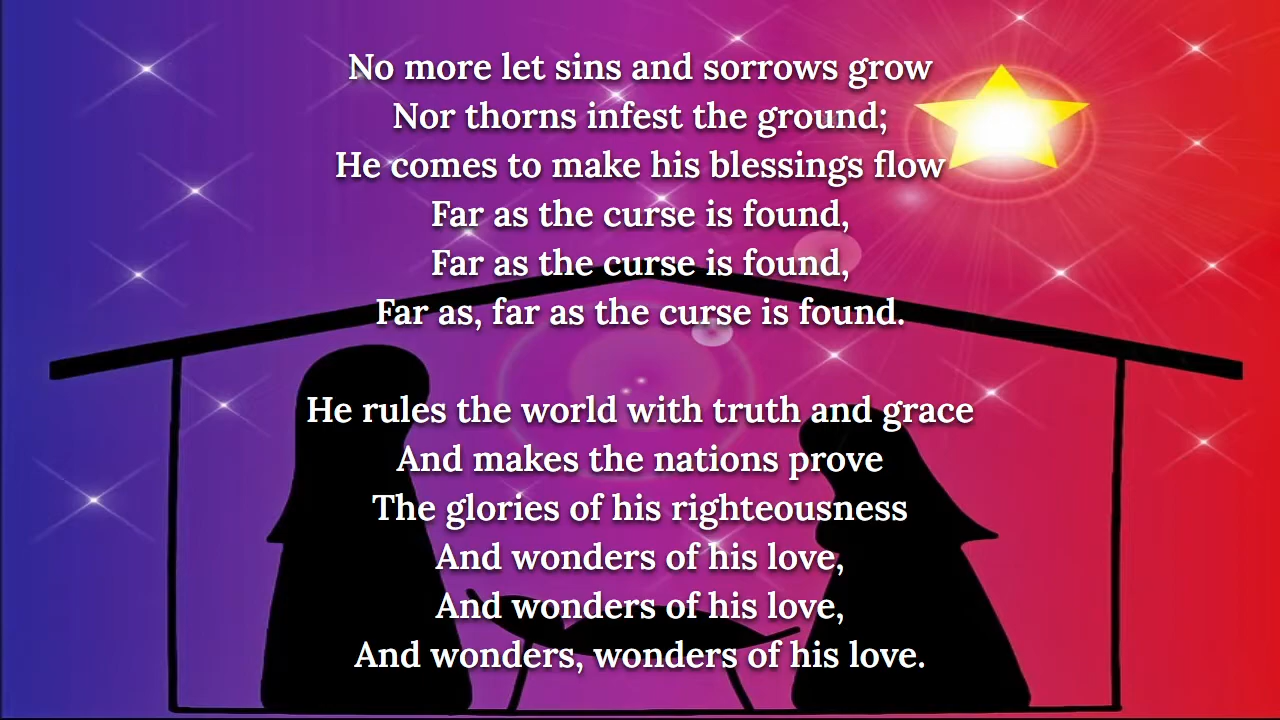 No more let sins and sorrows grow
Nor thorns infest the ground;
He comes to make his blessings flow
Far as the curse is found,
Far as the curse is found,
Far as, far as the curse is found.
He rules the world with truth and grace
And makes the nations prove
The glories of his righteousness
And wonders of his love,
And wonders of his love,
And wonders, wonders of his love.